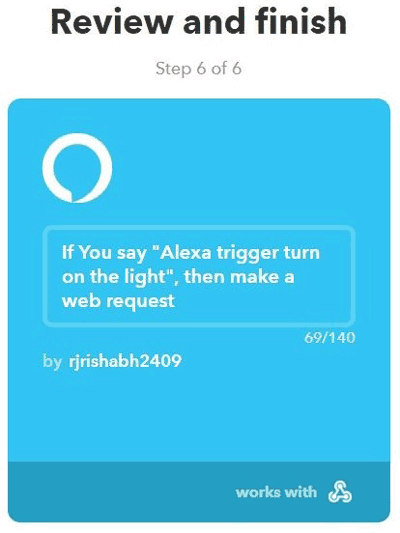 Review and finish
Step 6 of 6
If You say "Alexa trigger turn
on the light", then make a
web request
69/140
by rjrishabh2409
works with